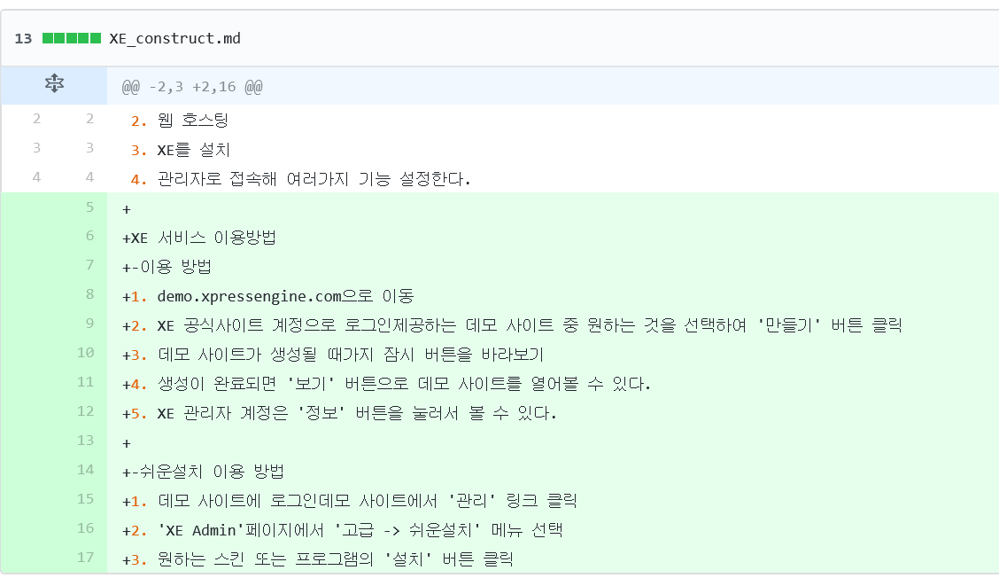 13 XE_construct.md
@@ -2,3 +2,16 @@
2 2 2. 웹 호스팅
3 3 3. XE를 설치
4 4 4. 관리자로 접속해 여러가지 기능 설정한다.
5 +
6 +XE 서비스 이용방법
7 +-이용 방법
8 +1. demo.xpressengine.com으로 이동
9 +2. XE 공식사이트 계정으로 로그인제공하는 데모 사이트 중 원하는 것을 선택하여 '만들기' 버튼 클릭
10 +3. 데모 사이트가 생성될 때가지 잠시 버튼을 바라보기
11 +4. 생성이 완료되면 '보기' 버튼으로 데모 사이트를 열어볼 수 있다.
12 +5. XE 관리자 계정은 '정보' 버튼을 눌러서 볼 수 있다.
13 +
14 +-쉬운설치 이용 방법
15 +1. 데모 사이트에 로그인데모 사이트에서 '관리' 링크 클릭
16 +2. 'XE Admin'페이지에서 '고급 -> 쉬운설치' 메뉴 선택
17 +3. 원하는 스킨 또는 프로그램의 '설치' 버튼 클릭